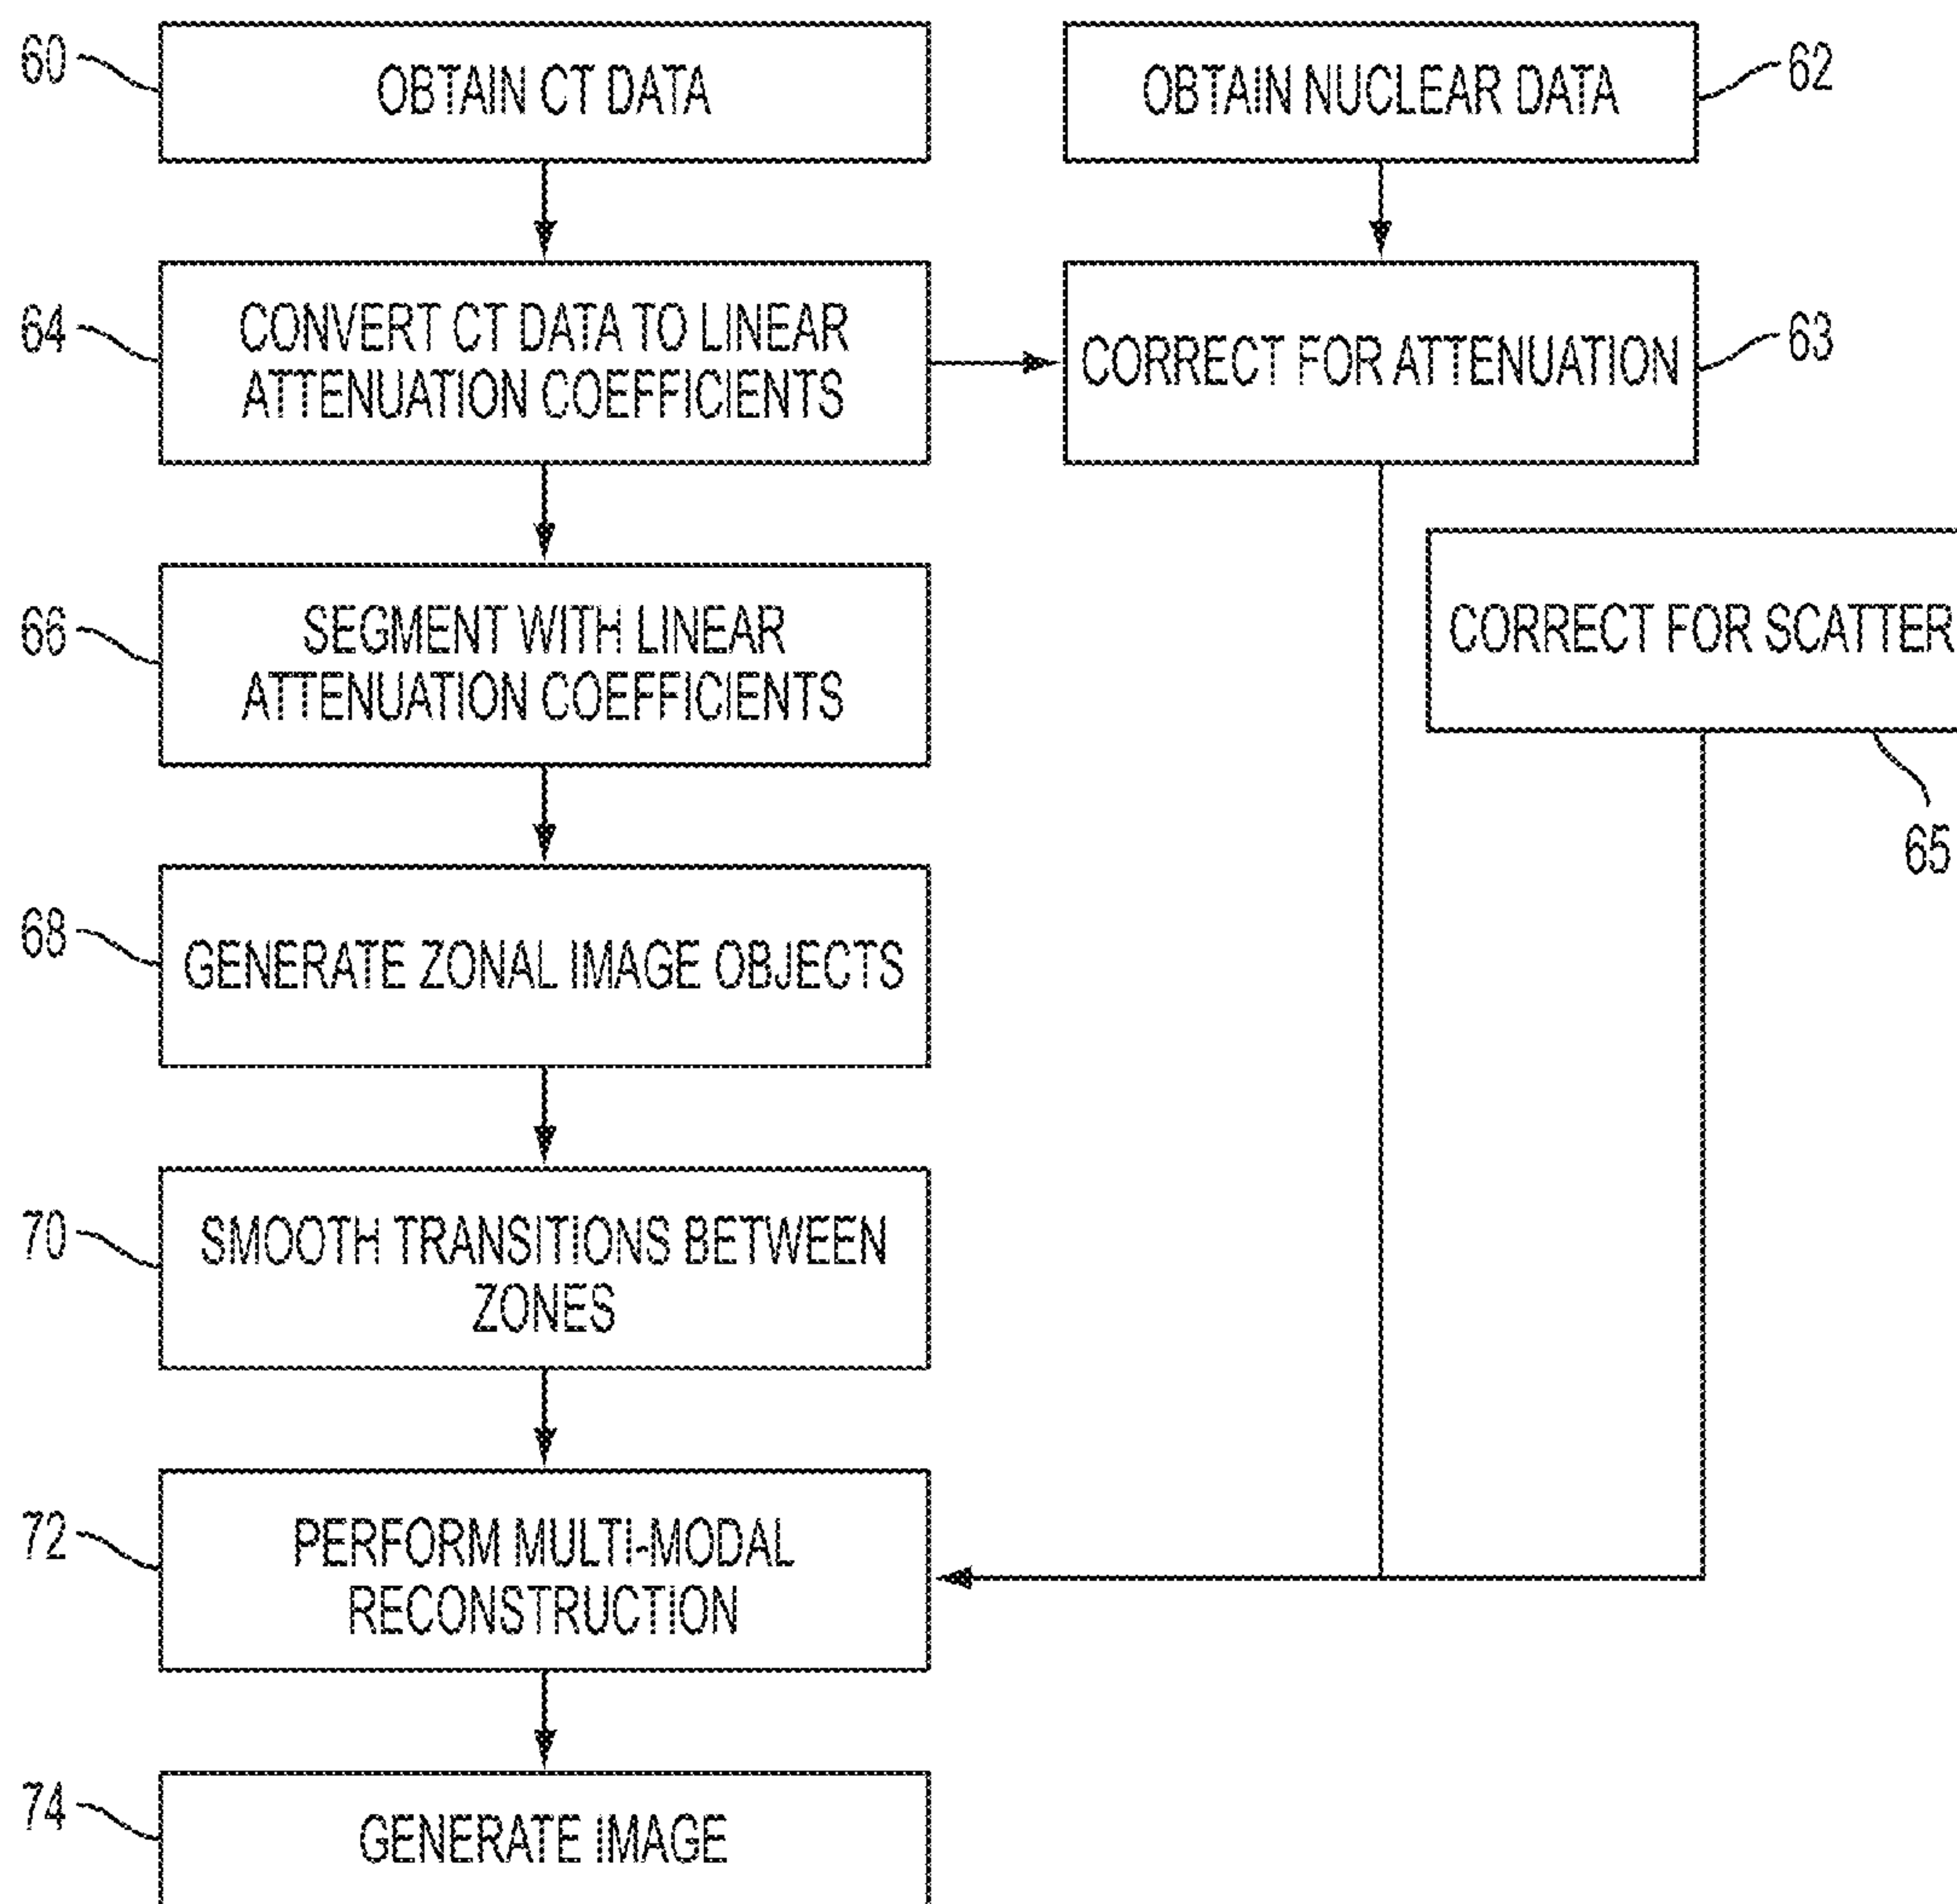 60
OBTAIN CT DATA
OBTAIN NUCLEAR DATA
62
64
CONVERT CT DATA TO LINEAR
ATTENUATION COEFFICIENTS
CORRECT FOR ATTENUATION
63
66
SEGMENT WITH LINEAR
ATTENUATION COEFFICIENTS
CORRECT FOR SCATTER
65
68
GENERATE ZONAL IMAGE OBJECTS
70
SMOOTH TRANSITIONS BETWEEN
ZONES
72
PERFORM MULTI-MODAL
RECONSTRUCTION
74
GENERATE IMAGE